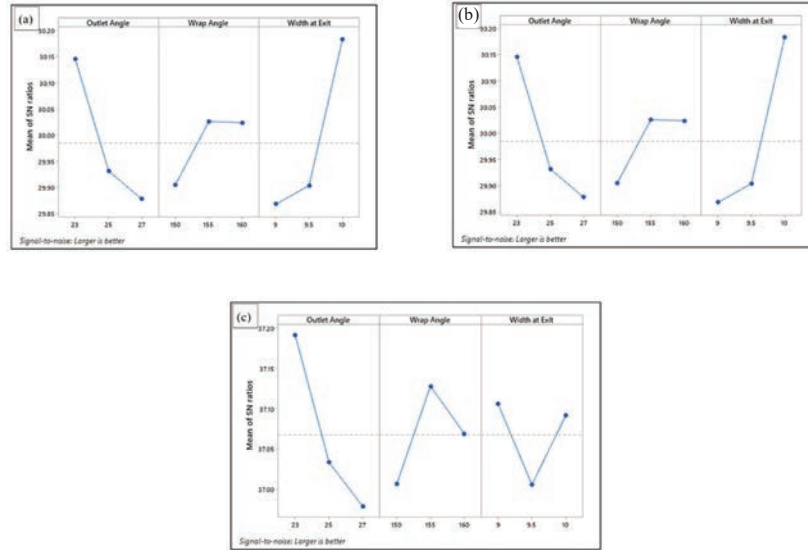 (a)
Outlet Angle Wrap Angle Width at Exit
Mean of SN ratios
30.20
30.15
30.10
30.05
30.00
29.95
29.90
29.85
23 25 27 150 155 160 9 9.5 10
Signal-to-noise: Larger is better
(b)
Outlet Angle Wrap Angle Width at Exit
Mean of SN ratios
30.20
30.15
30.10
30.05
30.00
29.95
29.90
29.85
23 25 27 150 155 160 9 9.5 10
Signal-to-noise: Larger is better
(c)
Outlet Angle Wrap Angle Width at Exit
Mean of SN ratios
37.20
37.15
37.10
37.05
37.00
23 25 27 150 155 160 9 9.5 10
Signal-to-noise: Larger is better